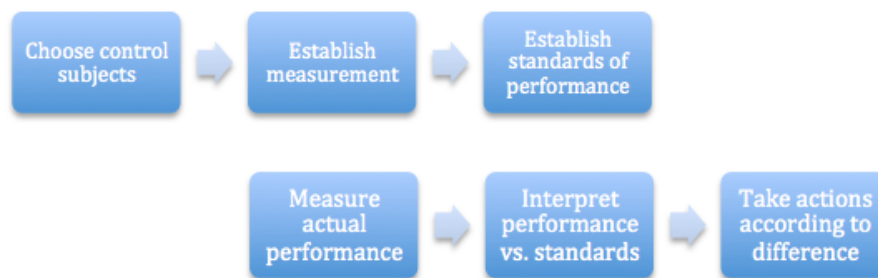 Choose control
subjects
Establish
measurement
Establish
standards of
performance
Measure
actual
performance
Interpret
performance
vs. standards
Take actions
according to
difference